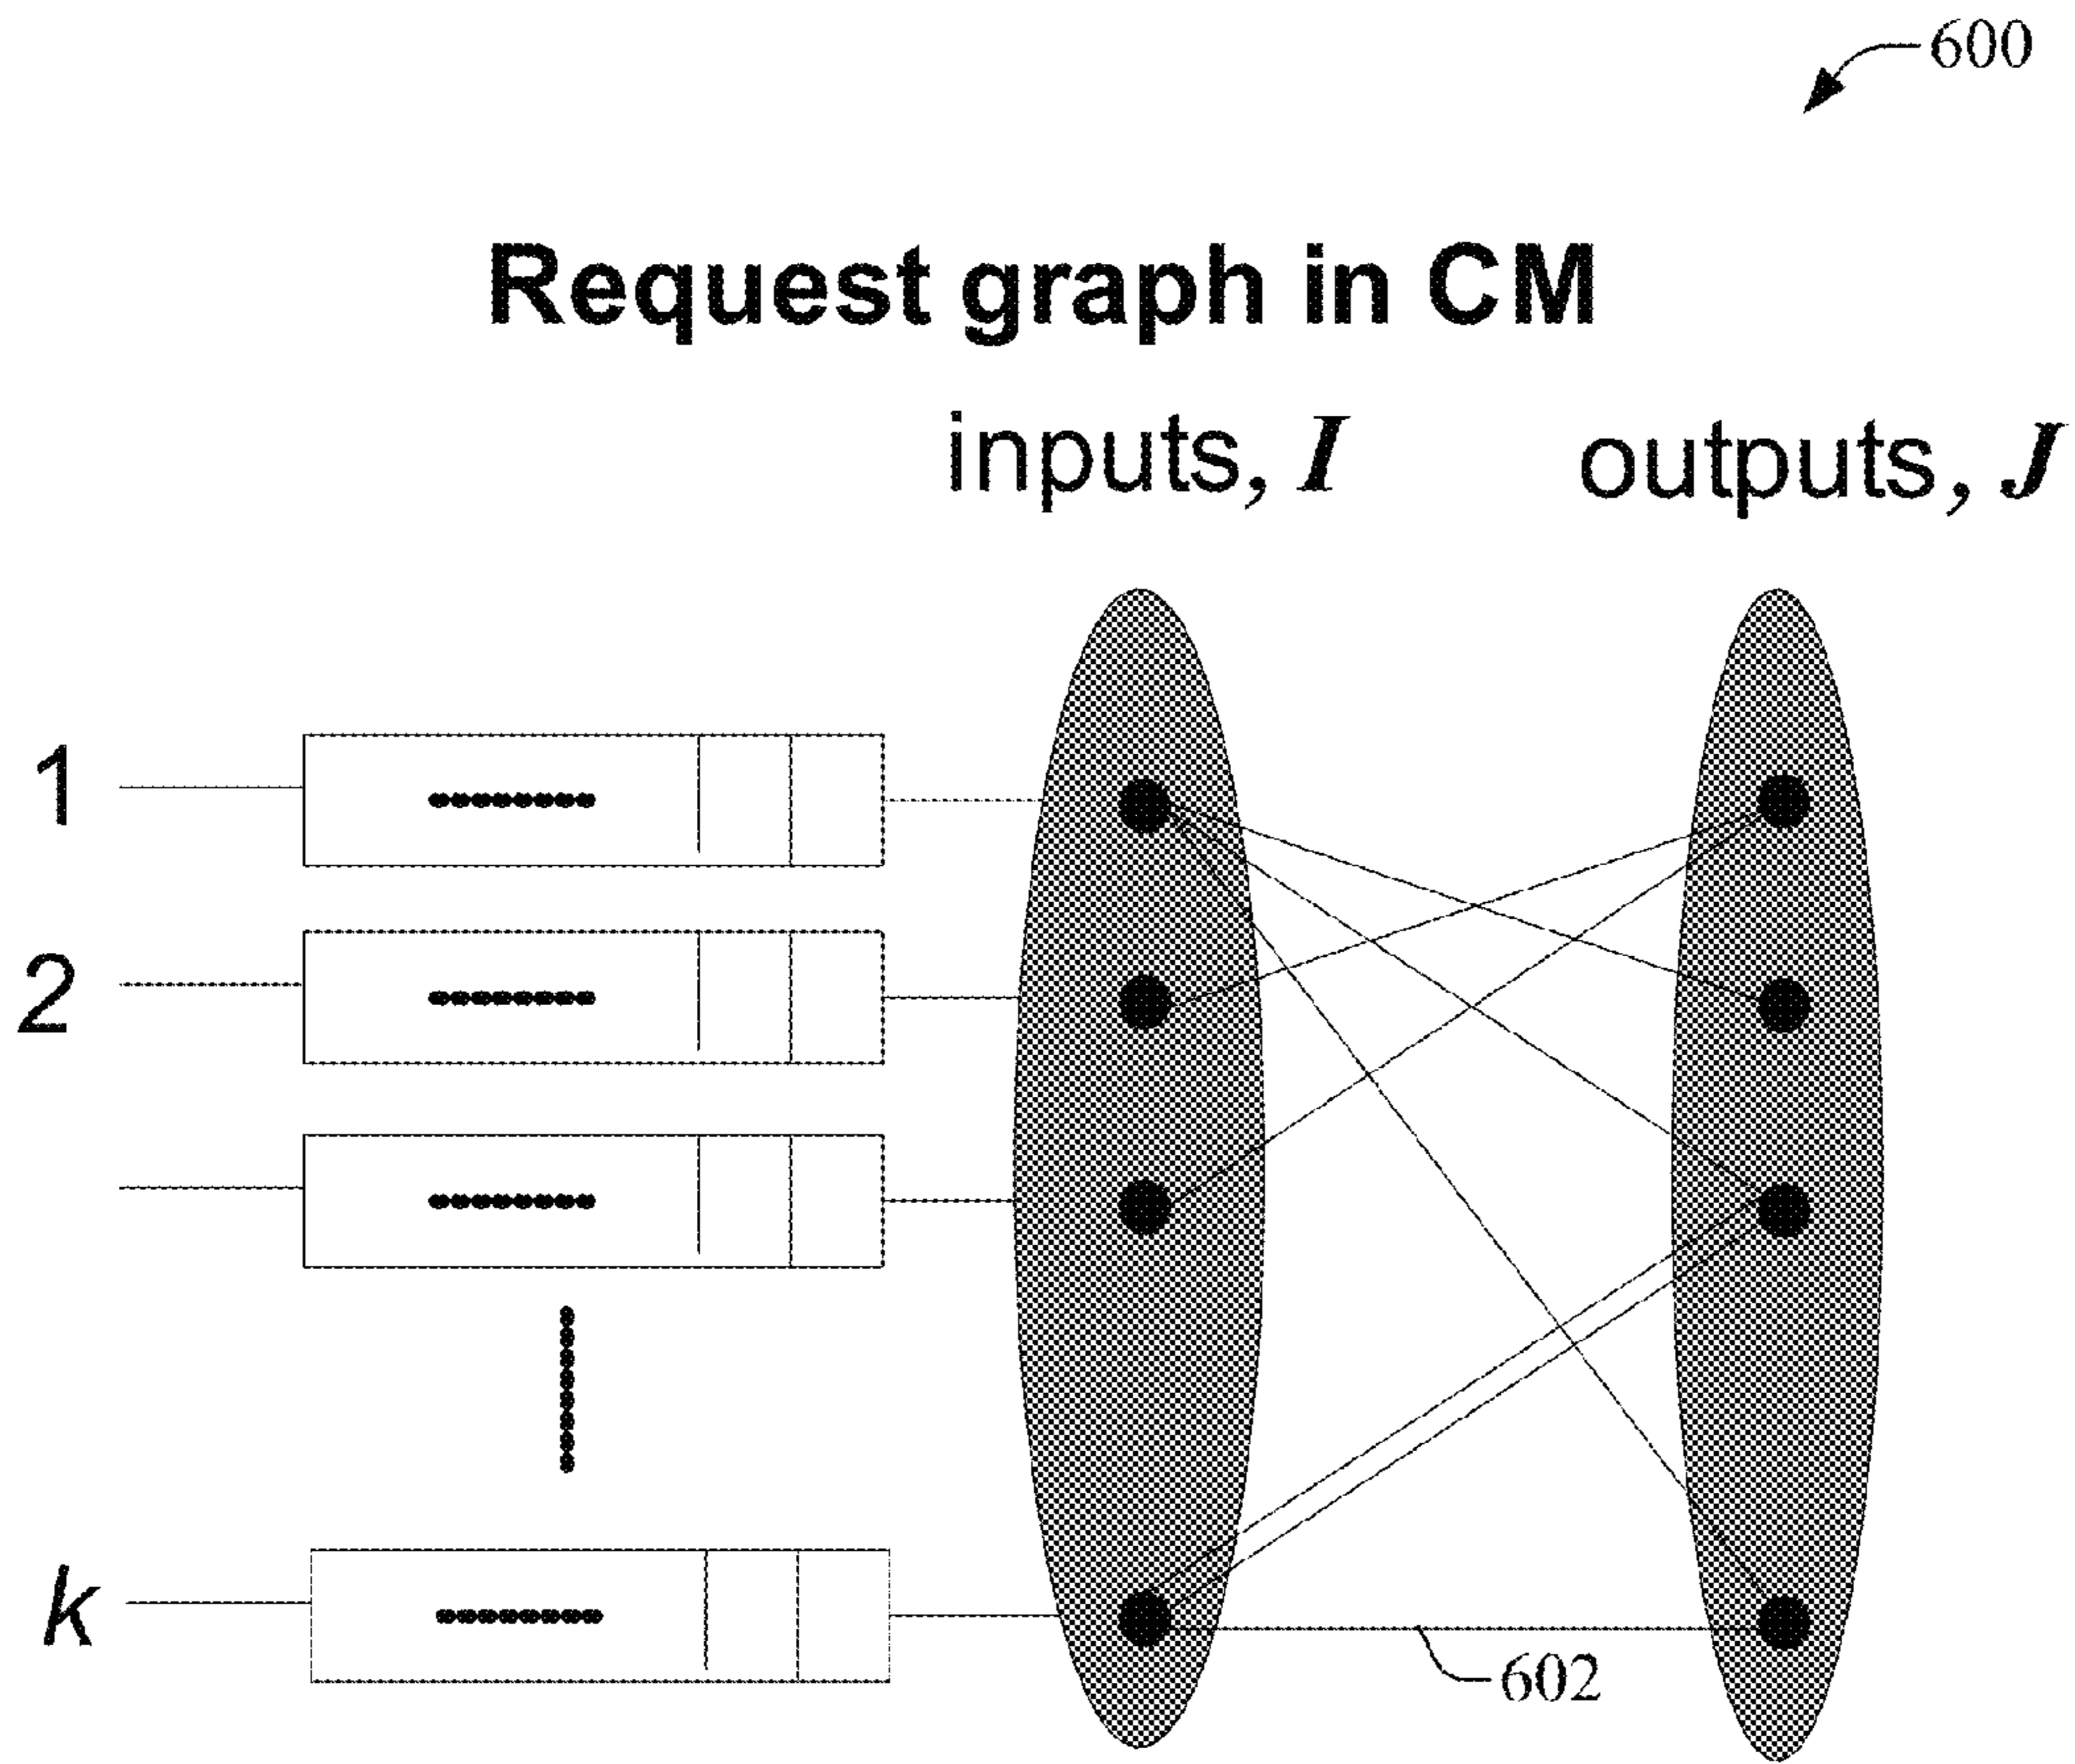 600
Request graph in CM
inputs, I
outputs, J
1
2
k
602